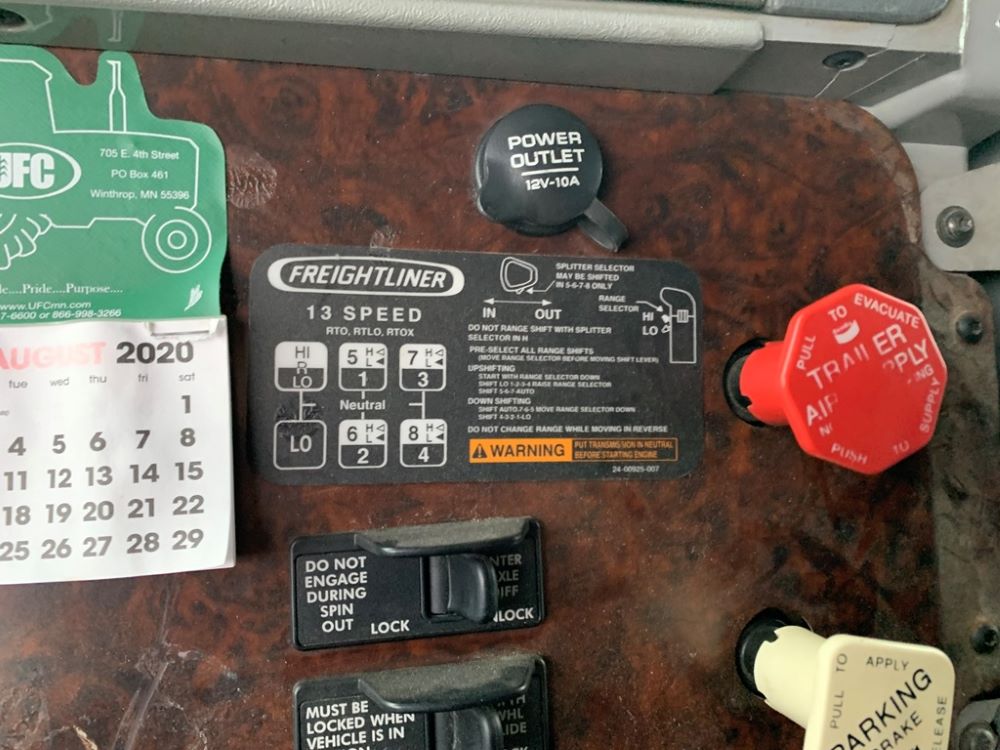 UFC
705 E. 4th Street
PO Box 461
Winthrop, MN 55396
....Pride....Purpose....
www.UFCmn.com
7-6600 or 866-998-3266
AUGUST 2020
tue wed thu fri sat
1
4 5 6 7 8
11 12 13 14 15
18 19 20 21 22
25 26 27 28 29
POWER
OUTLET
12V-10A
FREIGHTLINER
13 SPEED
RTO, RTLO, RTOX
HI
R
LO
5 H L
1
7 H L
3
Neutral
LO
6 H L
2
8 H L
4
SPLITTER SELECTOR
MAY BE SHIFTED
IN 5-6-7-8 ONLY
IN OUT
RANGE
SELECTOR
HI
LO
DO NOT RANGE SHIFT WITH SPLITTER
SELECTOR IN H
PRE-SELECT ALL RANGE SHIFTS
(MOVE RANGE SELECTOR BEFORE MOVING SHIFT LEVER)
UPSHIFTING
START WITH RANGE SELECTOR DOWN
SHIFT LO 1-2-3-4 RAISE RANGE SELECTOR
SHIFT 5-6-7-AUTO
DOWN SHIFTING
SHIFT AUTO.7-6-5 MOVE RANGE SELECTOR DOWN
SHIFT 4-3-2-1-LO
DO NOT CHANGE RANGE WHILE MOVING IN REVERSE
WARNING PUT TRANSMISSION IN NEUTRAL
BEFORE STARTING ENGINE
24-00925-007
PULL TO EVACUATE
TRAILER
AIR SUPPLY
PUSH TO SUPPLY
DO NOT
ENGAGE
DURING
SPIN
OUT
LOCK
MUST BE
LOCKED WHEN
VEHICLE IS IN
PULL TO APPLY
PARKING
BRAKE